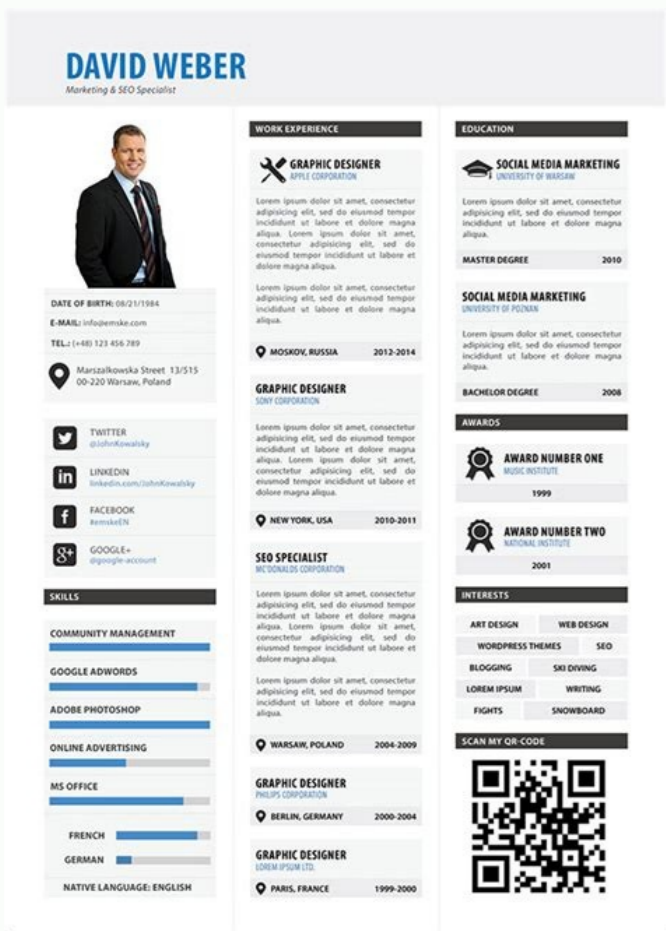 DAVID WEBER
Marketing & SEO Specialist
DATE OF BIRTH: 08/21/1984
E-MAIL: info@emske.com
TEL.: (+48) 123 456 789
Marszalkowska Street 13/515
00-220 Warsaw, Poland
TWITTER
@JohnKowalsky
LINKEDIN
linkedin.com/JohnKowalsky
FACEBOOK
#emskeEN
GOOGLE+
@google-account
SKILLS
COMMUNITY MANAGEMENT
GOOGLE ADWORDS
ADOBE PHOTOSHOP
ONLINE ADVERTISING
MS OFFICE
FRENCH
GERMAN
NATIVE LANGUAGE: ENGLISH
WORK EXPERIENCE
GRAPHIC DESIGNER
APPLE CORPORATION
Lorem ipsum dolor sit amet, consectetur
adipisicing elit, sed do eiusmod tempor
incididunt ut labore et dolore magna
aliqua. Lorem ipsum dolor sit amet,
consectetur adipisicing elit, sed do
eiusmod tempor incididunt ut labore et
dolore magna aliqua.
Lorem ipsum dolor sit amet, consectetur
adipisicing elit, sed do eiusmod tempor
incididunt ut labore et dolore magna
aliqua.
MOSKOV, RUSSIA 2012-2014
GRAPHIC DESIGNER
SONY CORPORATION
Lorem ipsum dolor sit amet, consectetur
adipisicing elit, sed do eiusmod tempor
incididunt ut labore et dolore magna
aliqua. Lorem ipsum dolor sit amet,
consectetur adipisicing elit, sed do
eiusmod tempor incididunt ut labore et
dolore magna aliqua.
NEW YORK, USA 2010-2011
SEO SPECIALIST
MC'DONALDS CORPORATION
Lorem ipsum dolor sit amet, consectetur
adipisicing elit, sed do eiusmod tempor
incididunt ut labore et dolore magna
aliqua. Lorem ipsum dolor sit amet,
consectetur adipisicing elit, sed do
eiusmod tempor incididunt ut labore et
dolore magna aliqua.
Lorem ipsum dolor sit amet, consectetur
adipisicing elit, sed do eiusmod tempor
incididunt ut labore et dolore magna
aliqua.
WARSAW, POLAND 2004-2009
GRAPHIC DESIGNER
PHILIPS CORPORATION
BERLIN, GERMANY 2000-2004
GRAPHIC DESIGNER
LOREM IPSUM LTD.
PARIS, FRANCE 1999-2000
EDUCATION
SOCIAL MEDIA MARKETING
UNIVERSITY OF WARSAW
Lorem ipsum dolor sit amet, consectetur
adipisicing elit, sed do eiusmod tempor
incididunt ut labore et dolore magna
aliqua.
MASTER DEGREE 2010
SOCIAL MEDIA MARKETING
UNIVERSITY OF POZNAN
Lorem ipsum dolor sit amet, consectetur
adipisicing elit, sed do eiusmod tempor
incididunt ut labore et dolore magna
aliqua.
BACHELOR DEGREE 2008
AWARDS
AWARD NUMBER ONE
MUSIC INSTITUTE
1999
AWARD NUMBER TWO
NATIONAL INSTITUTE
2001
INTERESTS
ART DESIGN WEB DESIGN
WORDPRESS THEMES SEO
BLOGGING SKI DIVING
LOREM IPSUM WRITING
FIGHTS SNOWBOARD
SCAN MY QR-CODE